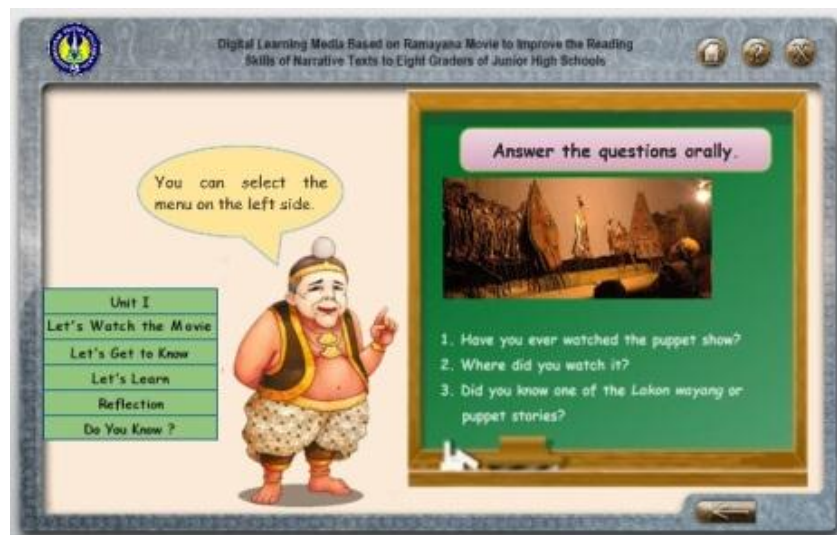 Digital Learning Media Based on Ramayana Movie to Improve the Reading
Skills of Narrative Texts to Eight Graders of Junior High Schools
You can select the
menu on the left side.
Unit I
Let's Watch the Movie
Let's Get to Know
Let's Learn
Reflection
Do You Know ?
Answer the questions orally.
1. Have you ever watched the puppet show?
2. Where did you watch it?
3. Did you know one of the Lakon wayang or
puppet stories?